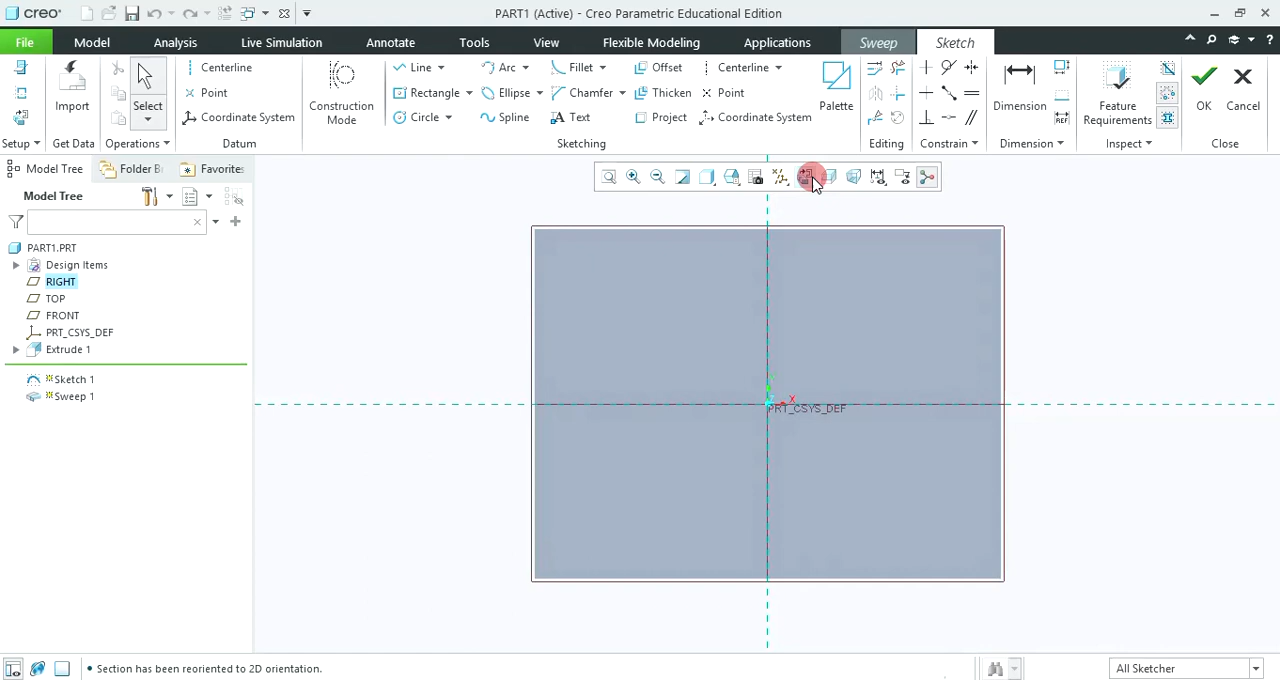 creo
PART1 (Active) - Creo Parametric Educational Edition
File Model Analysis Live Simulation Annotate Tools View Flexible Modeling Applications Sweep Sketch
Centerline Line Arc Fillet Offset Centerline
Import Select Point Construction Mode Rectangle Ellipse Chamfer Thicken Point Palette Dimension REF Feature Requirements OK Cancel
Coordinate System Circle Spline Text Project Coordinate System
Setup Get Data Operations Datum Sketching Editing Constrain Dimension Inspect Close
Model Tree Folder B Favorites
Model Tree
PART1.PRT
Design Items
RIGHT
TOP
FRONT
PRT_CSYS_DEF
Extrude 1
Sketch 1
Sweep 1
X
PRT_CSYS_DEF
• Section has been reoriented to 2D orientation.
All Sketcher